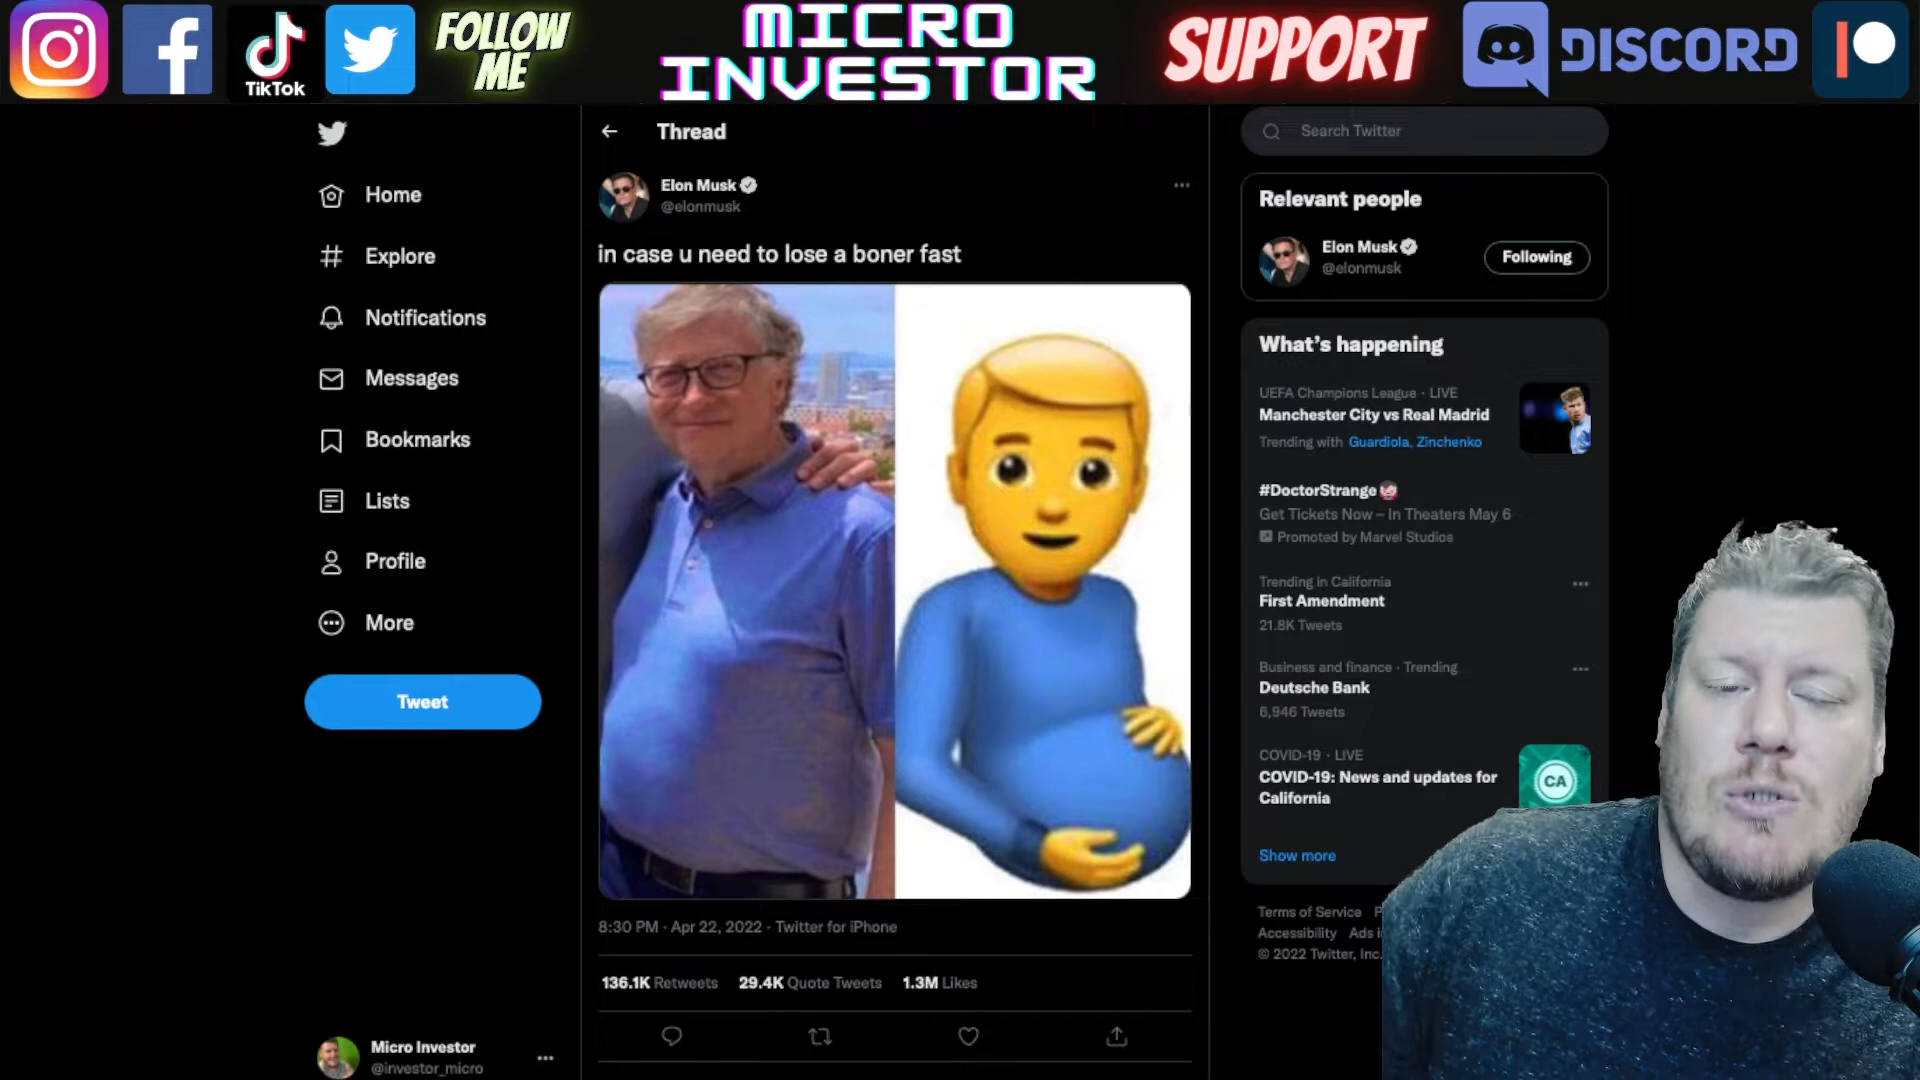 TikTok
FOLLOW
ME
MICRO
INVESTOR
SUPPORT
DISCORD
Home
Explore
Notifications
Messages
Bookmarks
Lists
Profile
More
Tweet
Micro Investor
@investor_micro
Thread
Elon Musk
@elonmusk
in case u need to lose a boner fast
8:30 PM · Apr 22, 2022 · Twitter for iPhone
136.1K Retweets 29.4K Quote Tweets 1.3M Likes
Search Twitter
Relevant people
Elon Musk
@elonmusk
Following
What's happening
UEFA Champions League · LIVE
Manchester City vs Real Madrid
Trending with Guardiola, Zinchenko
#DoctorStrange
Get Tickets Now – In Theaters May 6
Promoted by Marvel Studios
Trending in California
First Amendment
21.8K Tweets
Business and finance · Trending
Deutsche Bank
6,946 Tweets
COVID-19 · LIVE
COVID-19: News and updates for
California
CA
Show more
Terms of Service
Accessibility Ads
© 2022 Twitter, Inc.